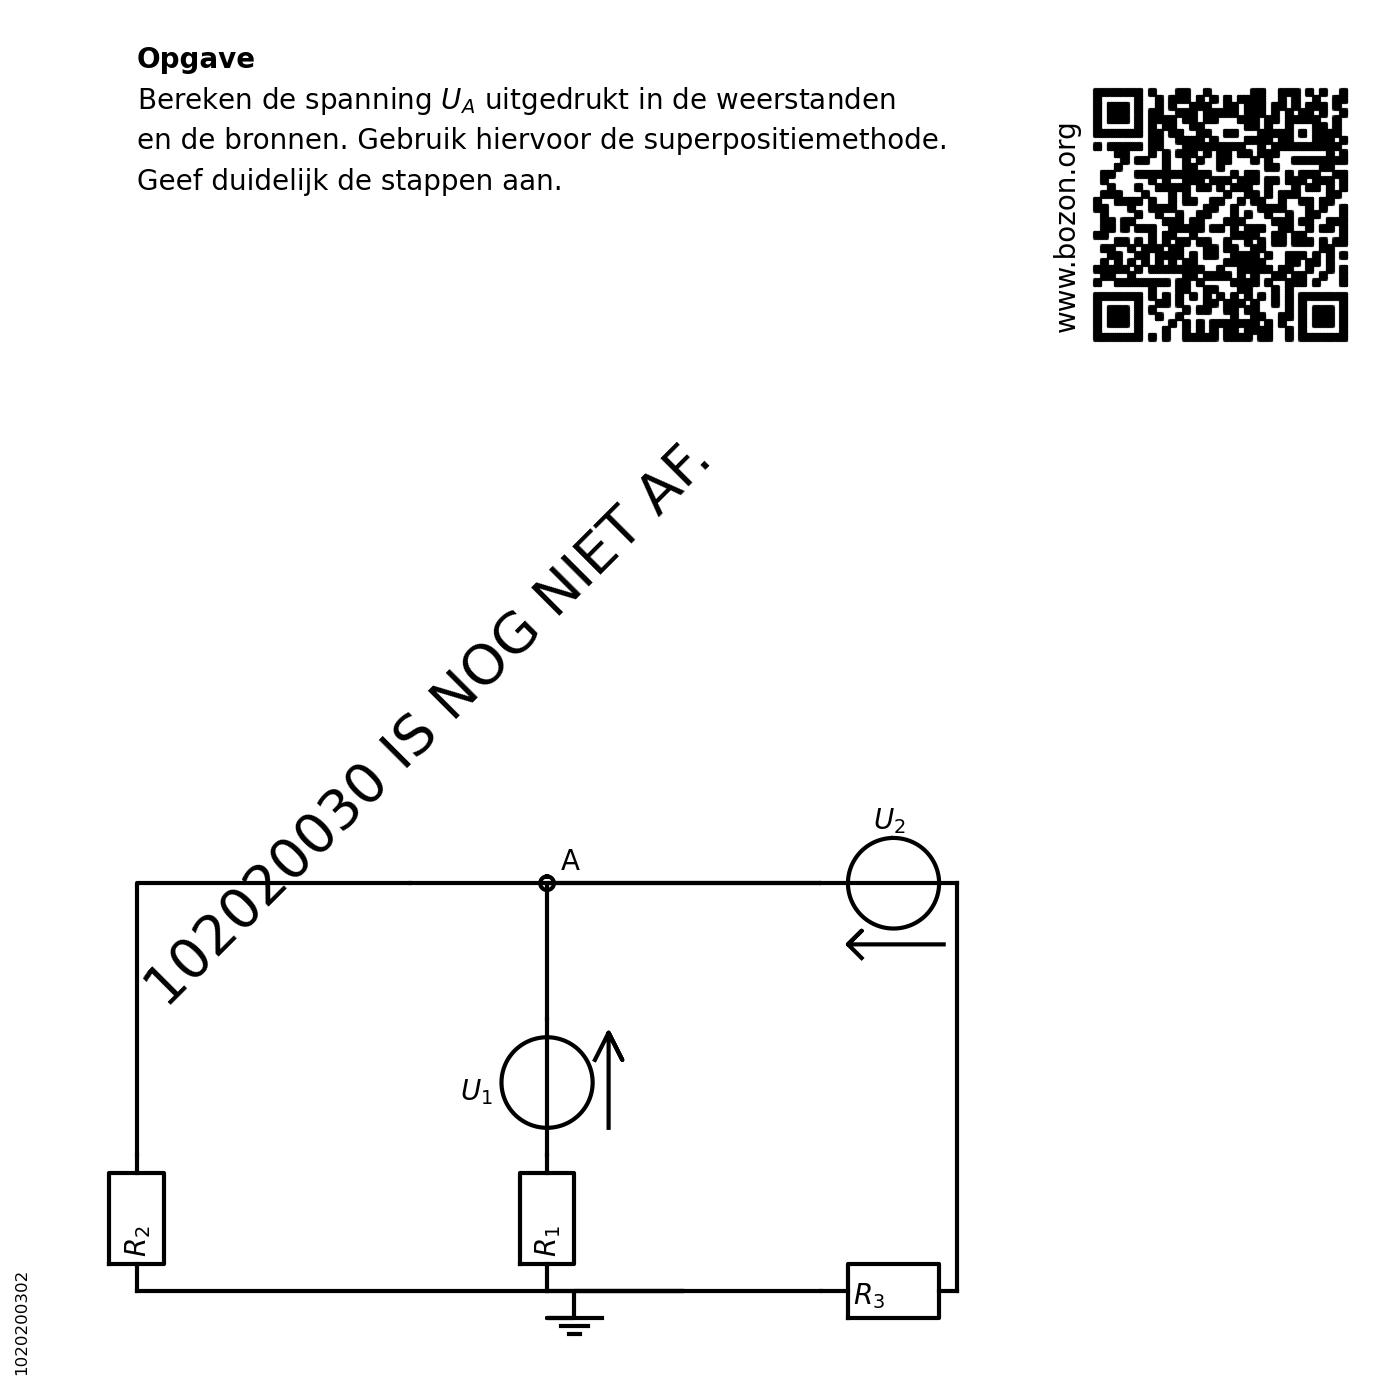 Opgave
Bereken de spanning U_A uitgedrukt in de weerstanden
en de bronnen. Gebruik hiervoor de superpositiemethode.
Geef duidelijk de stappen aan.
www.bozon.org
102020030 IS NOG NIET AF.
U_2
A
U_1
R_2
R_1
R_3
1020200302